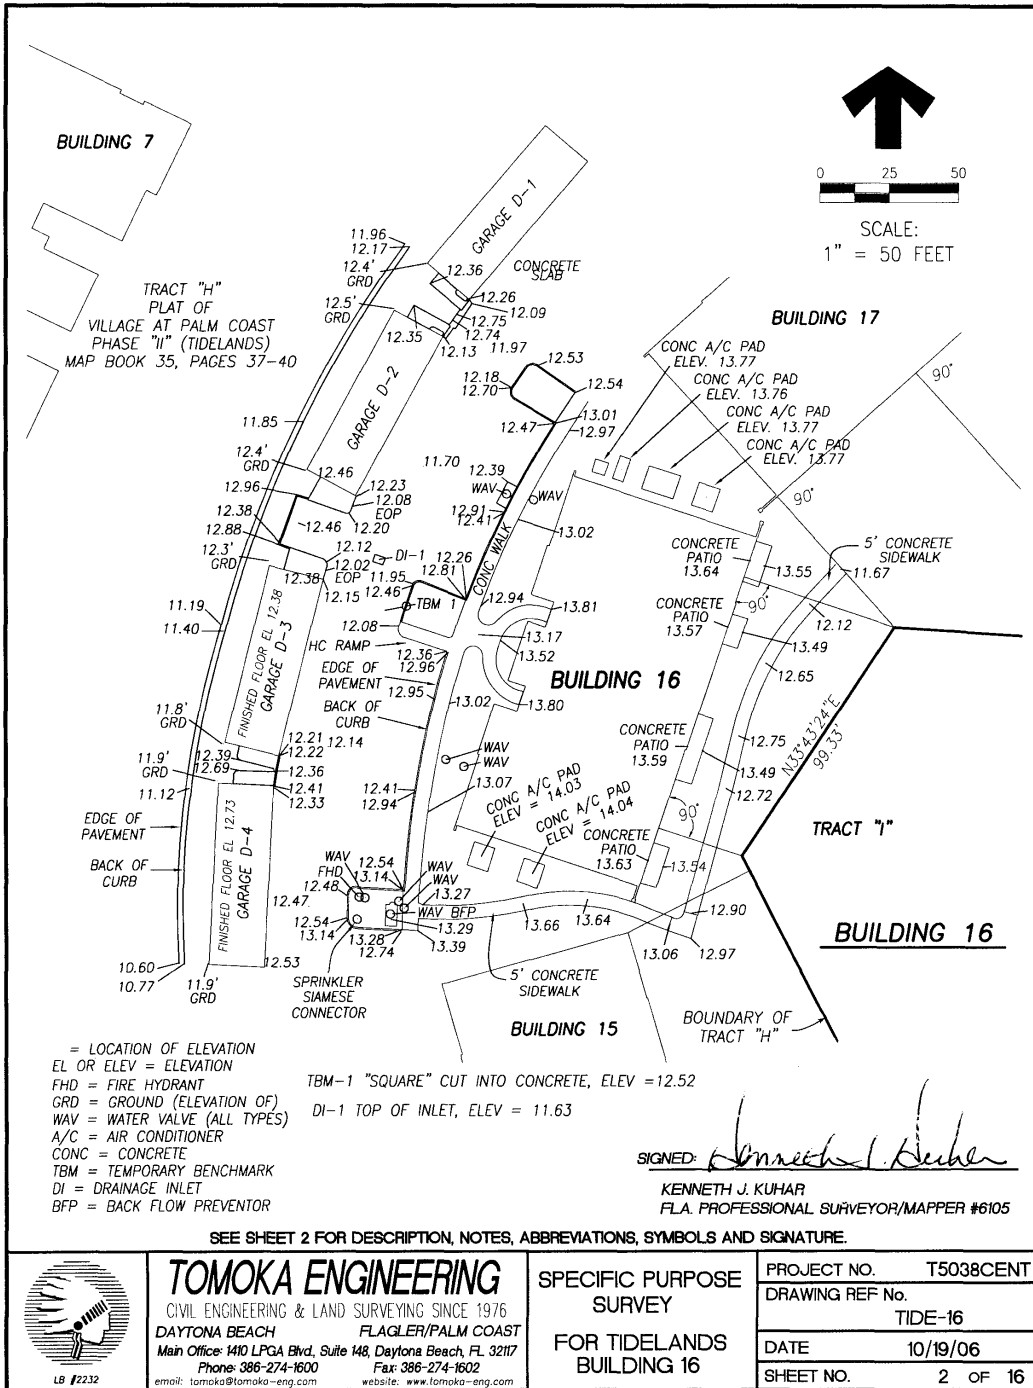 BUILDING 7
GARAGE D-1
0 25 50
SCALE:
1" = 50 FEET
11.96
12.17
12.4'
GRD
12.36
CONCRETE
SLAB
TRACT "H"
PLAT OF
VILLAGE AT PALM COAST
PHASE "II" (TIDELANDS)
MAP BOOK 35, PAGES 37-40
12.5'
GRD
12.26
12.09
12.75
12.74
12.35
12.13
11.97
BUILDING 17
GARAGE D-2
12.53
12.18
12.70
12.54
CONC A/C PAD
ELEV. 13.77
CONC A/C PAD
ELEV. 13.76
CONC A/C PAD
ELEV. 13.77
CONC A/C PAD
ELEV. 13.77
90°
11.85
12.47
13.01
12.97
12.4'
GRD
12.46
11.70
12.39
WAV
WAV
90°
12.96
12.23
12.08
EOP
12.20
12.38
12.88
12.46
12.91
12.41
CONC WALK
13.02
12.3'
GRD
12.12
12.02
EOP
DI-1
12.38
12.15
11.95
12.46
12.26
12.81
TBM 1
CONCRETE
PATIO
13.64
13.55
5' CONCRETE
SIDEWALK
11.67
11.19
11.40
12.08
12.94
13.81
CONCRETE
PATIO
13.57
90°
12.12
13.49
HC RAMP
12.36
12.96
13.17
13.52
FINISHED FLOOR EL 12.38
GARAGE D-3
EDGE OF
PAVEMENT
12.95
BACK OF
CURB
13.02
BUILDING 16
13.80
12.65
N33°43'24"E
99.33'
11.8'
GRD
12.21
12.22
12.14
CONCRETE
PATIO
13.59
12.75
11.9'
GRD
12.39
12.69
12.36
WAV
WAV
13.49
11.12
12.41
12.33
12.41
12.94
13.07
CONC A/C PAD
ELEV = 14.03
CONC A/C PAD
ELEV = 14.04
12.72
90°
EDGE OF
PAVEMENT
TRACT "I"
BACK OF
CURB
FINISHED FLOOR EL 12.73
GARAGE D-4
WAV
FHD
12.48
12.54
13.14
WAV
WAV
CONCRETE
PATIO
13.63
13.54
12.47
13.27
12.54
13.14
WAV BFP
13.29
13.28
12.74
13.39
13.66
13.64
12.90
BUILDING 16
13.06
12.97
10.60
10.77
11.9'
GRD
12.53
SPRINKLER
SIAMESE
CONNECTOR
5' CONCRETE
SIDEWALK
BUILDING 15
BOUNDARY OF
TRACT "H"
= LOCATION OF ELEVATION
EL OR ELEV = ELEVATION
FHD = FIRE HYDRANT
GRD = GROUND (ELEVATION OF)
WAV = WATER VALVE (ALL TYPES)
A/C = AIR CONDITIONER
CONC = CONCRETE
TBM = TEMPORARY BENCHMARK
DI = DRAINAGE INLET
BFP = BACK FLOW PREVENTOR
TBM-1 "SQUARE" CUT INTO CONCRETE, ELEV =12.52
DI-1 TOP OF INLET, ELEV = 11.63
SIGNED: Kenneth J. Kuhar
KENNETH J. KUHAR
FLA. PROFESSIONAL SURVEYOR/MAPPER #6105
SEE SHEET 2 FOR DESCRIPTION, NOTES, ABBREVIATIONS, SYMBOLS AND SIGNATURE.
LB #2232
TOMOKA ENGINEERING
CIVIL ENGINEERING & LAND SURVEYING SINCE 1976
DAYTONA BEACH FLAGLER/PALM COAST
Main Office: 1410 LPGA Blvd., Suite 148, Daytona Beach, FL 32117
Phone: 386-274-1600 Fax: 386-274-1602
email: tomoka@tomoka-eng.com website: www.tomoka-eng.com
SPECIFIC PURPOSE
SURVEY
FOR TIDELANDS
BUILDING 16
PROJECT NO. T5038CENT
DRAWING REF No.
TIDE-16
DATE 10/19/06
SHEET NO. 2 OF 16